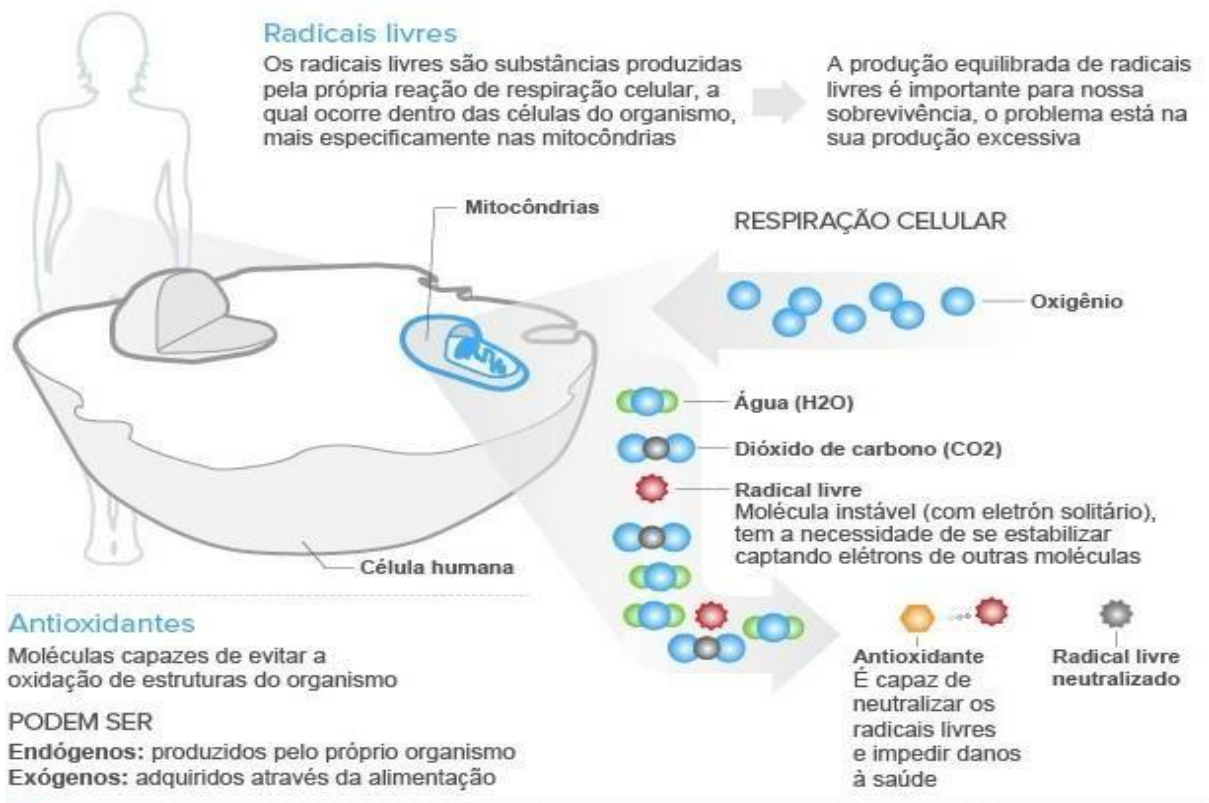 Radicais livres
Os radicais livres são substâncias produzidas
pela própria reação de respiração celular, a
qual ocorre dentro das células do organismo,
mais especificamente nas mitocôndrias
A produção equilibrada de radicais
livres é importante para nossa
sobrevivência, o problema está na
sua produção excessiva
Mitocôndrias
RESPIRAÇÃO CELULAR
Oxigênio
Água (H2O)
Dióxido de carbono (CO2)
Radical livre
Molécula instável (com eletrón solitário),
tem a necessidade de se estabilizar
captando elétrons de outras moléculas
Célula humana
Antioxidante
É capaz de
neutralizar os
radicais livres
e impedir danos
à saúde
Radical livre
neutralizado
Antioxidantes
Moléculas capazes de evitar a
oxidação de estruturas do organismo
PODEM SER
Endógenos: produzidos pelo próprio organismo
Exógenos: adquiridos através da alimentação